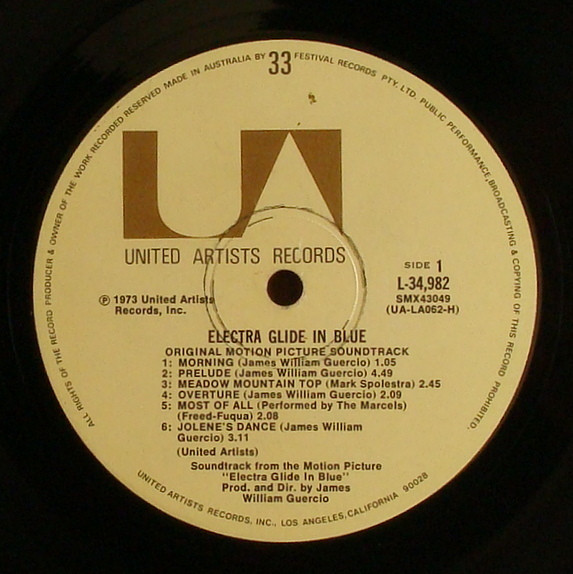 ALL RIGHTS OF THE RECORD PRODUCER & OWNER OF THE WORK RECORDED RESERVED MADE IN AUSTRALIA BY 33 FESTIVAL RECORDS PTY. LTD. PUBLIC PERFORMANCE, BROADCASTING & COPYING OF THIS RECORD PROHIBITED.
UA
UNITED ARTISTS RECORDS
SIDE 1
L-34,982
SMX43049
(UA-LA062-H)
℗ 1973 United Artists
Records, Inc.
ELECTRA GLIDE IN BLUE
ORIGINAL MOTION PICTURE SOUNDTRACK
1: MORNING (James William Guercio) 1.05
2: PRELUDE (James William Guercio) 4.49
3: MEADOW MOUNTAIN TOP (Mark Spolestra) 2.45
4: OVERTURE (James William Guercio) 2.09
5: MOST OF ALL (Performed by The Marcels)
(Freed-Fuqua) 2.08
6: JOLENE'S DANCE (James William
Guercio) 3.11
(United Artists)
Soundtrack from the Motion Picture
"Electra Glide In Blue"
Prod. and Dir. by James
William Guercio
UNITED ARTISTS RECORDS, INC., LOS ANGELES, CALIFORNIA 90028